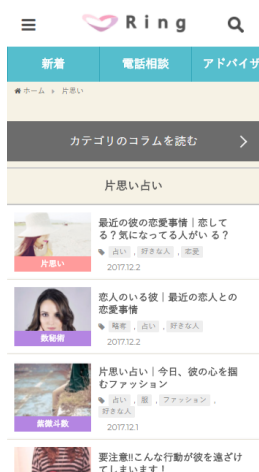 Ring
新着 電話相談 アドバイザ
ホーム » 片思い
カテゴリのコラムを読む
片思い占い
最近の彼の恋愛事情｜恋して
る？気になってる人がいる？
占い , 好きな人 , 恋愛
2017.12.2
片思い
恋人のいる彼｜最近の恋人との
恋愛事情
略奪 , 占い , 好きな人
2017.12.2
数秘術
片思い占い｜今日、彼の心を掴
むファッション
占い , 服 , ファッション ,
好きな人
2017.12.1
紫微斗数
要注意!!こんな行動が彼を遠ざけ
てしまいます！